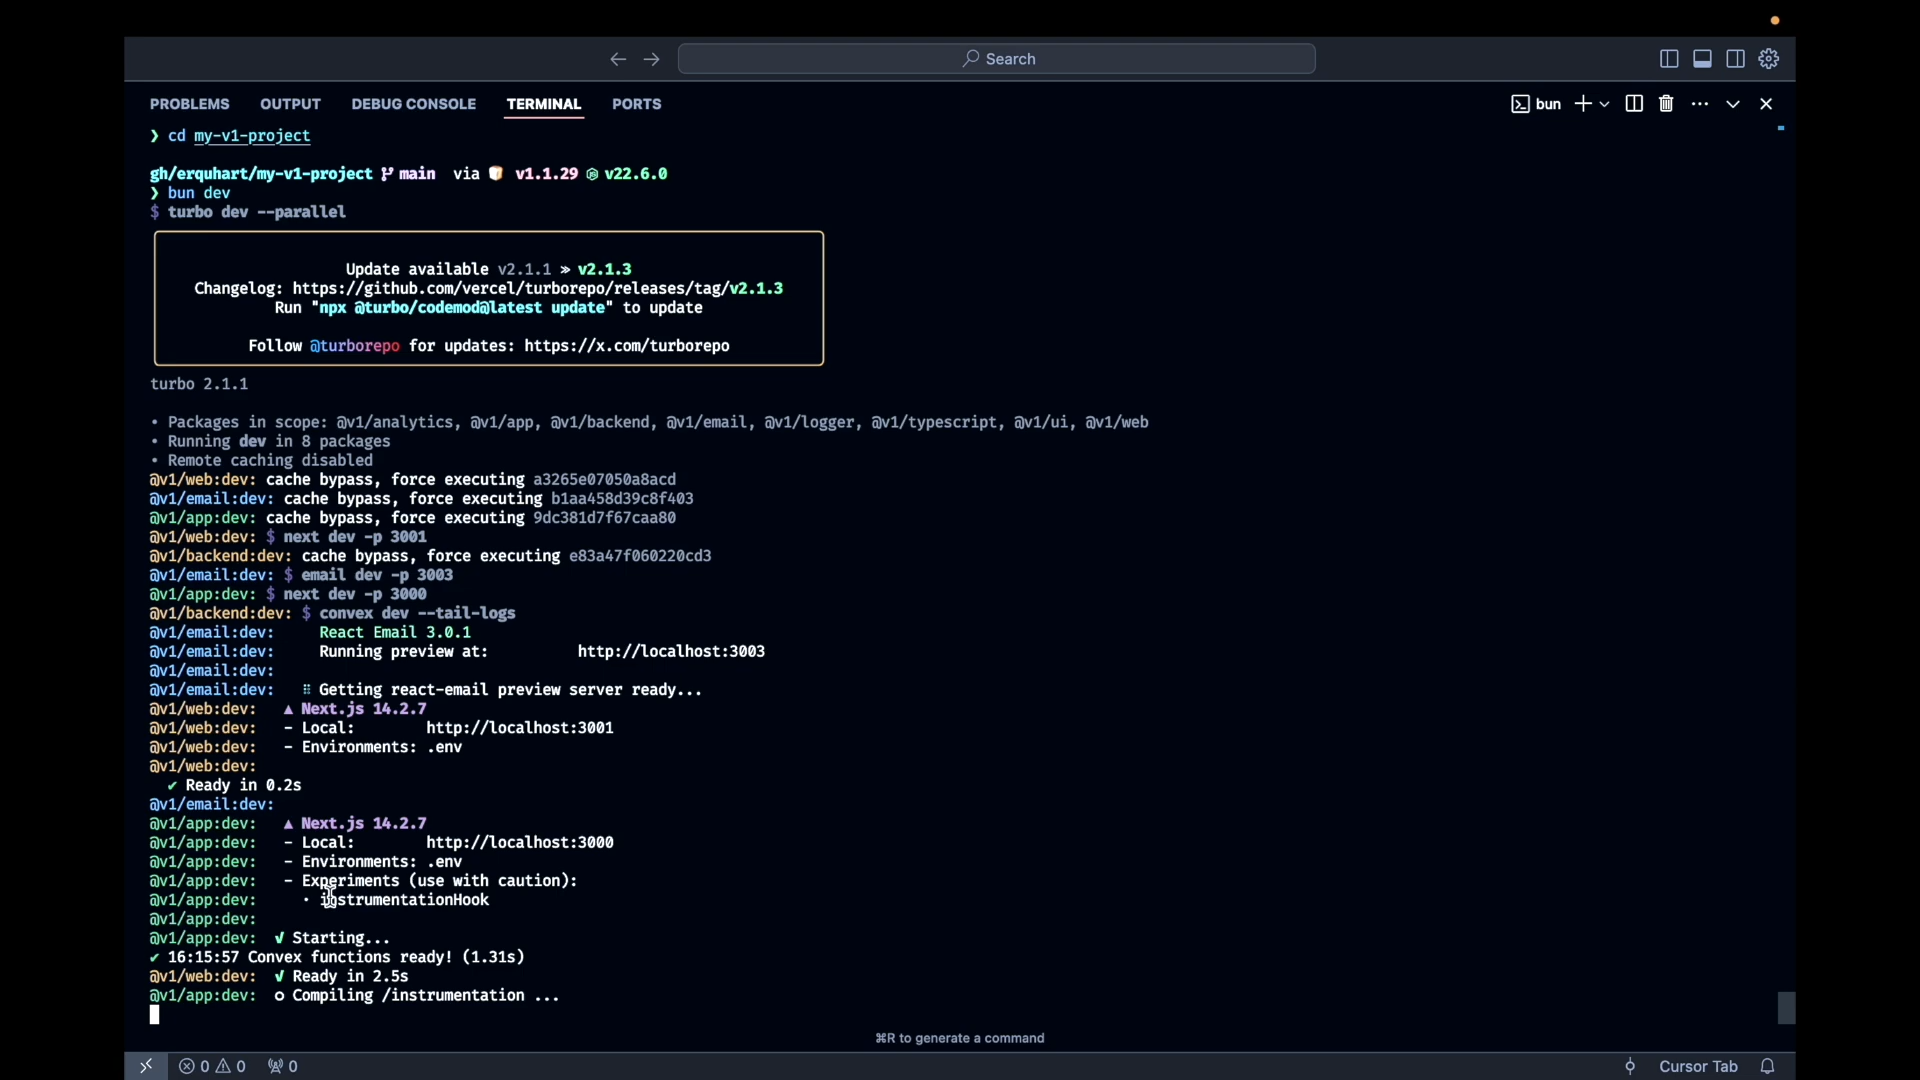 Search
PROBLEMS OUTPUT DEBUG CONSOLE TERMINAL PORTS bun
❯ cd my-v1-project
gh/erquhart/my-v1-project main via v1.1.29 v22.6.0
❯ bun dev
$ turbo dev --parallel
Update available v2.1.1 ≫ v2.1.3
Changelog: https://github.com/vercel/turborepo/releases/tag/v2.1.3
Run "npx @turbo/codemod@latest update" to update
Follow @turborepo for updates: https://x.com/turborepo
turbo 2.1.1
• Packages in scope: @v1/analytics, @v1/app, @v1/backend, @v1/email, @v1/logger, @v1/typescript, @v1/ui, @v1/web
• Running dev in 8 packages
• Remote caching disabled
@v1/web:dev: cache bypass, force executing a3265e07050a8acd
@v1/email:dev: cache bypass, force executing b1aa458d39c8f403
@v1/app:dev: cache bypass, force executing 9dc381d7f67caa80
@v1/web:dev: $ next dev -p 3001
@v1/backend:dev: cache bypass, force executing e83a47f060220cd3
@v1/email:dev: $ email dev -p 3003
@v1/app:dev: $ next dev -p 3000
@v1/backend:dev: $ convex dev --tail-logs
@v1/email:dev: React Email 3.0.1
@v1/email:dev: Running preview at: http://localhost:3003
@v1/email:dev:
@v1/email:dev: ⠿ Getting react-email preview server ready...
@v1/web:dev: ▲ Next.js 14.2.7
@v1/web:dev: - Local: http://localhost:3001
@v1/web:dev: - Environments: .env
@v1/web:dev:
✔ Ready in 0.2s
@v1/email:dev:
@v1/app:dev: ▲ Next.js 14.2.7
@v1/app:dev: - Local: http://localhost:3000
@v1/app:dev: - Environments: .env
@v1/app:dev: - Experiments (use with caution):
@v1/app:dev: · instrumentationHook
@v1/app:dev:
@v1/app:dev: ✓ Starting...
✔ 16:15:57 Convex functions ready! (1.31s)
@v1/web:dev: ✓ Ready in 2.5s
@v1/app:dev: ○ Compiling /instrumentation ...
⌘R to generate a command
0 0 0 Cursor Tab